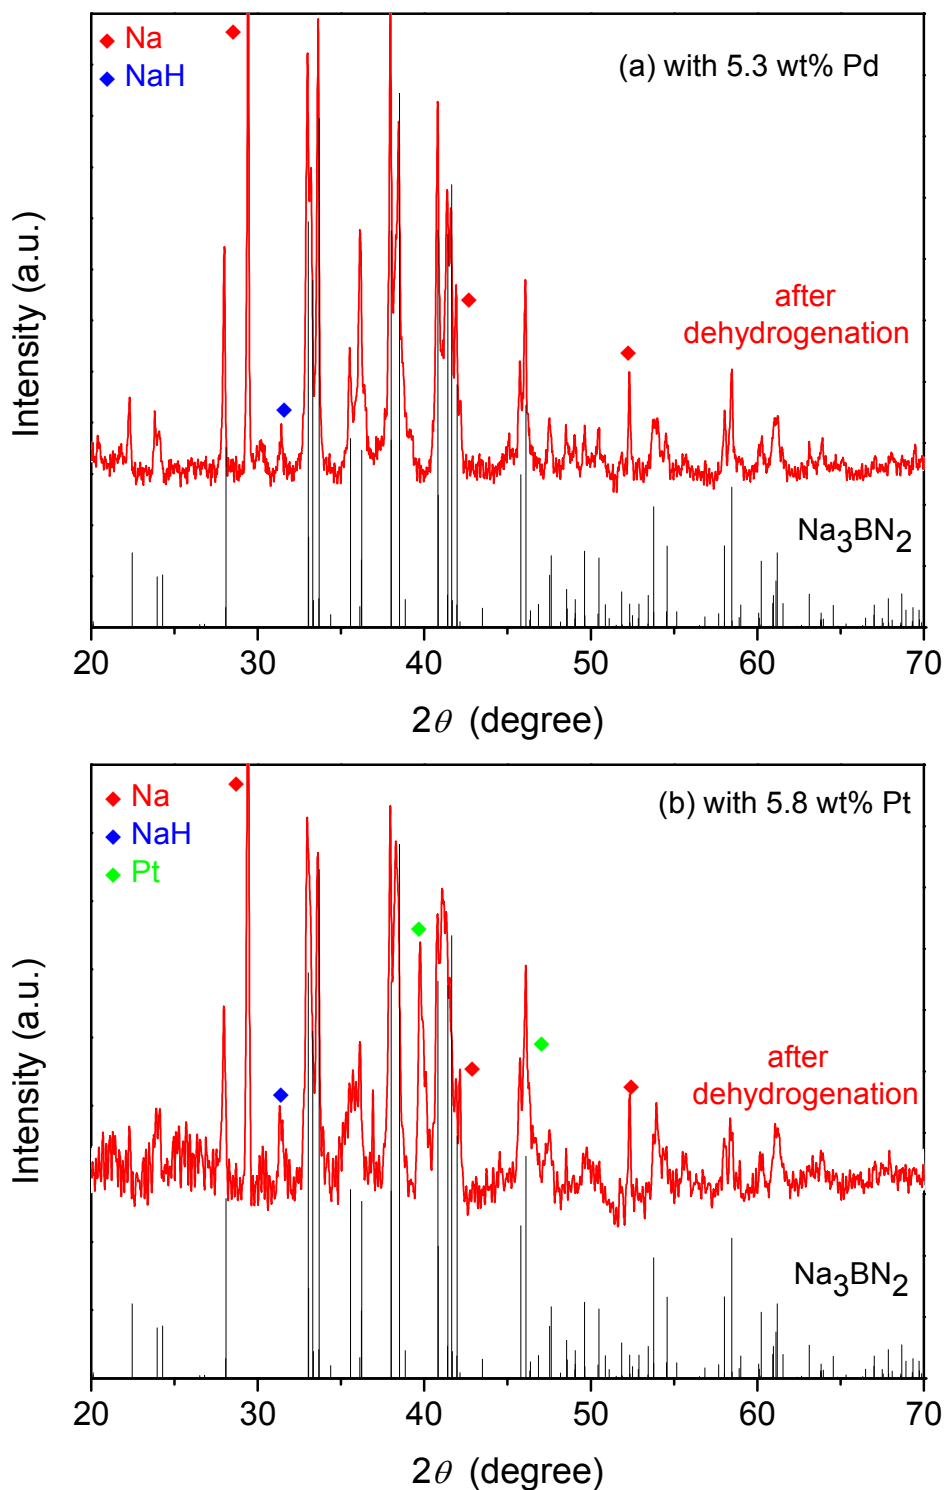 Na
NaH
(a) with 5.3 wt% Pd
Intensity (a.u.)
after
dehydrogenation
Na3BN2
20 30 40 50 60 70
2θ (degree)
Na
NaH
Pt
(b) with 5.8 wt% Pt
Intensity (a.u.)
after
dehydrogenation
Na3BN2
20 30 40 50 60 70
2θ (degree)